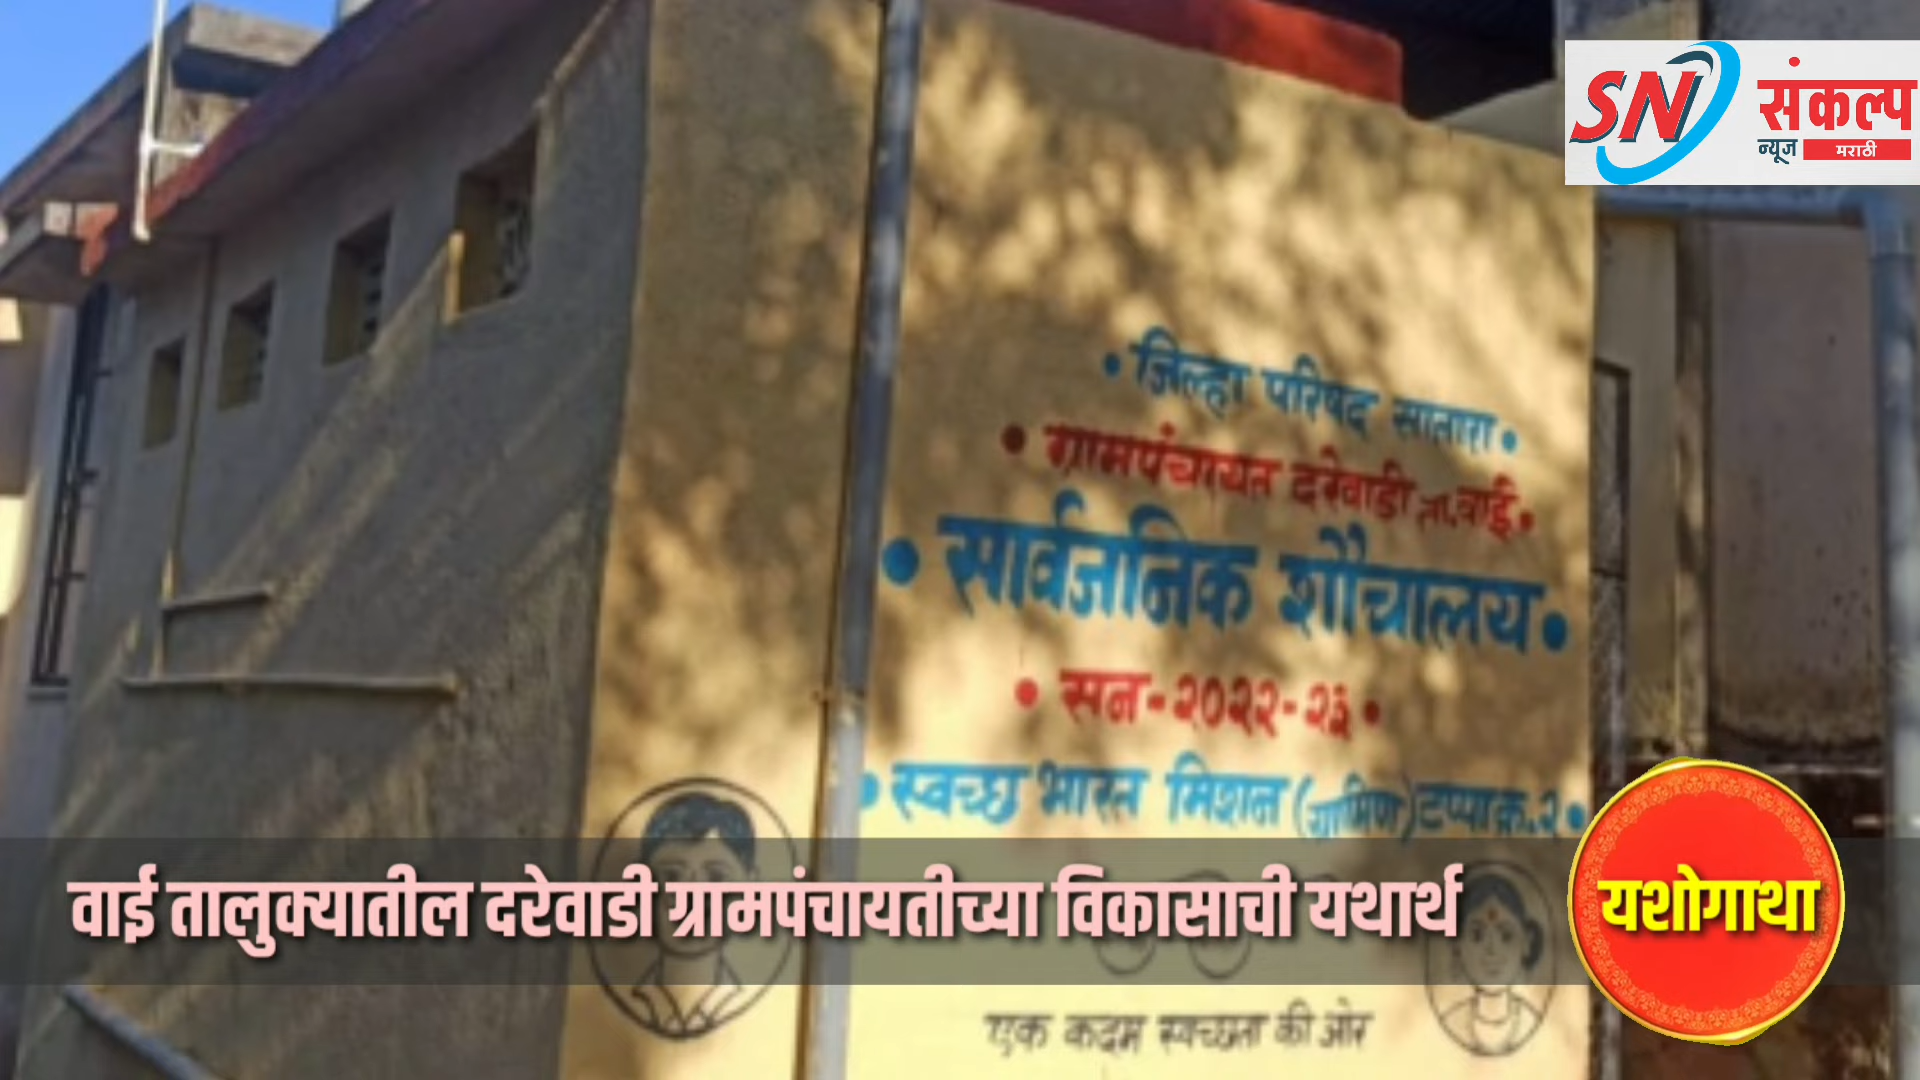 SN संकल्प
न्यूज मराठी
• जिल्हा परिषद सातारा •
• ग्रामपंचायत दरेवाडी ता.वाई •
• सार्वजनिक शौचालय •
• सन-२०२२-२३ •
• स्वच्छ भारत मिशन (ग्रामिण) टप्पा क्र.२ •
वाई तालुक्यातील दरेवाडी ग्रामपंचायतीच्या विकासाची यथार्थ यशोगाथा
एक कदम स्वच्छता की ओर